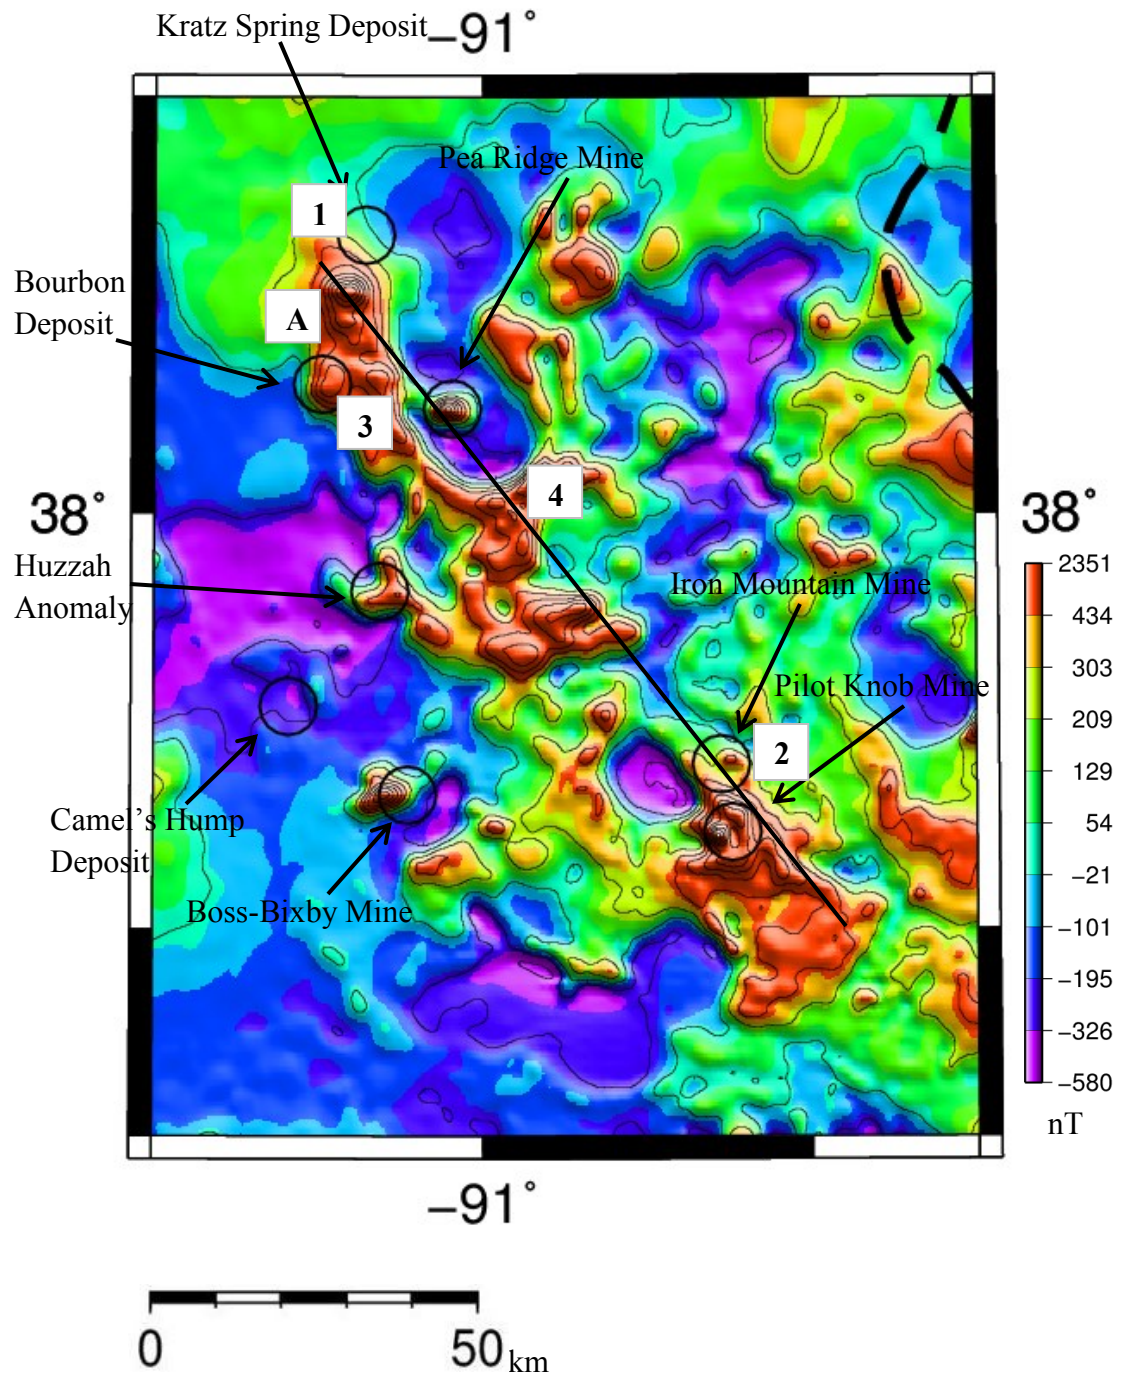 Kratz Spring Deposit
−91°
Pea Ridge Mine
1
Bourbon
Deposit
A
3
4
38°
38°
Huzzah
Anomaly
Iron Mountain Mine
Pilot Knob Mine
2
Camel's Hump
Deposit
Boss-Bixby Mine
2351
434
303
209
129
54
−21
−101
−195
−326
−580
nT
−91°
0
50
km